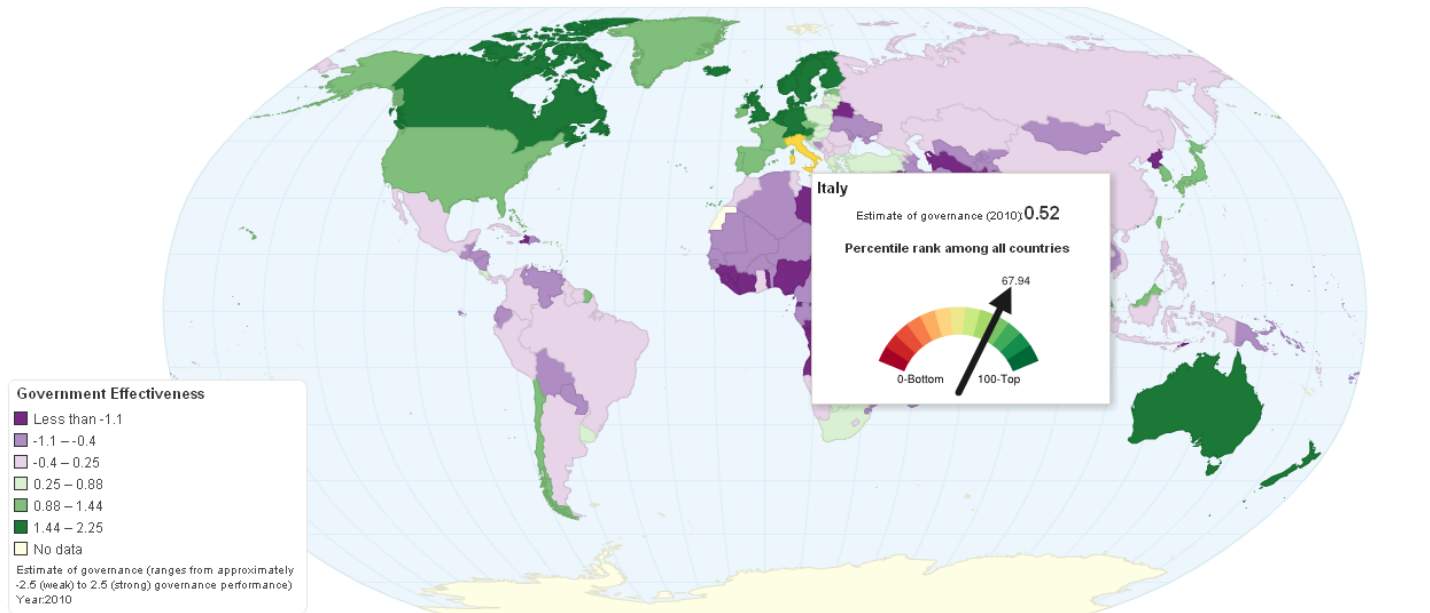 Italy
Estimate of governance (2010):0.52
Percentile rank among all countries
67.94
0-Bottom 100-Top
Government Effectiveness
Less than -1.1
-1.1 – -0.4
-0.4 – 0.25
0.25 – 0.88
0.88 – 1.44
1.44 – 2.25
No data
Estimate of governance (ranges from approximately
-2.5 (weak) to 2.5 (strong) governance performance)
Year:2010